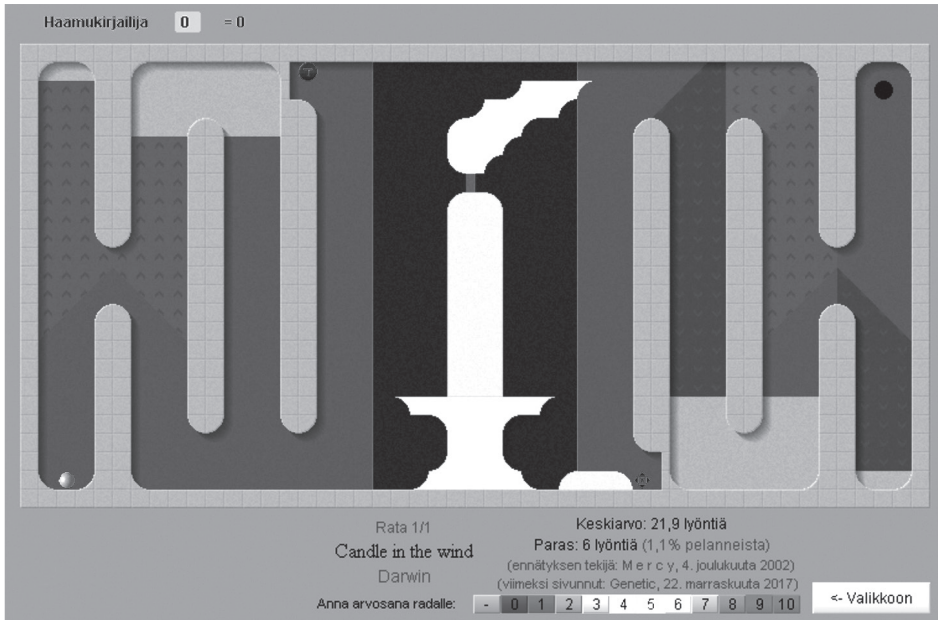 Haamukirjailija 0 = 0
Rata 1/1
Candle in the wind
Darwin
Keskiarvo: 21,9 lyöntiä
Paras: 6 lyöntiä (1,1% pelanneista)
(ennätyksen tekijä: M e r c y, 4. joulukuuta 2002)
(viimeksi sivunnut: Genetic, 22. marraskuuta 2017)
Anna arvosana radalle: - 0 1 2 3 4 5 6 7 8 9 10
<- Valikkoon